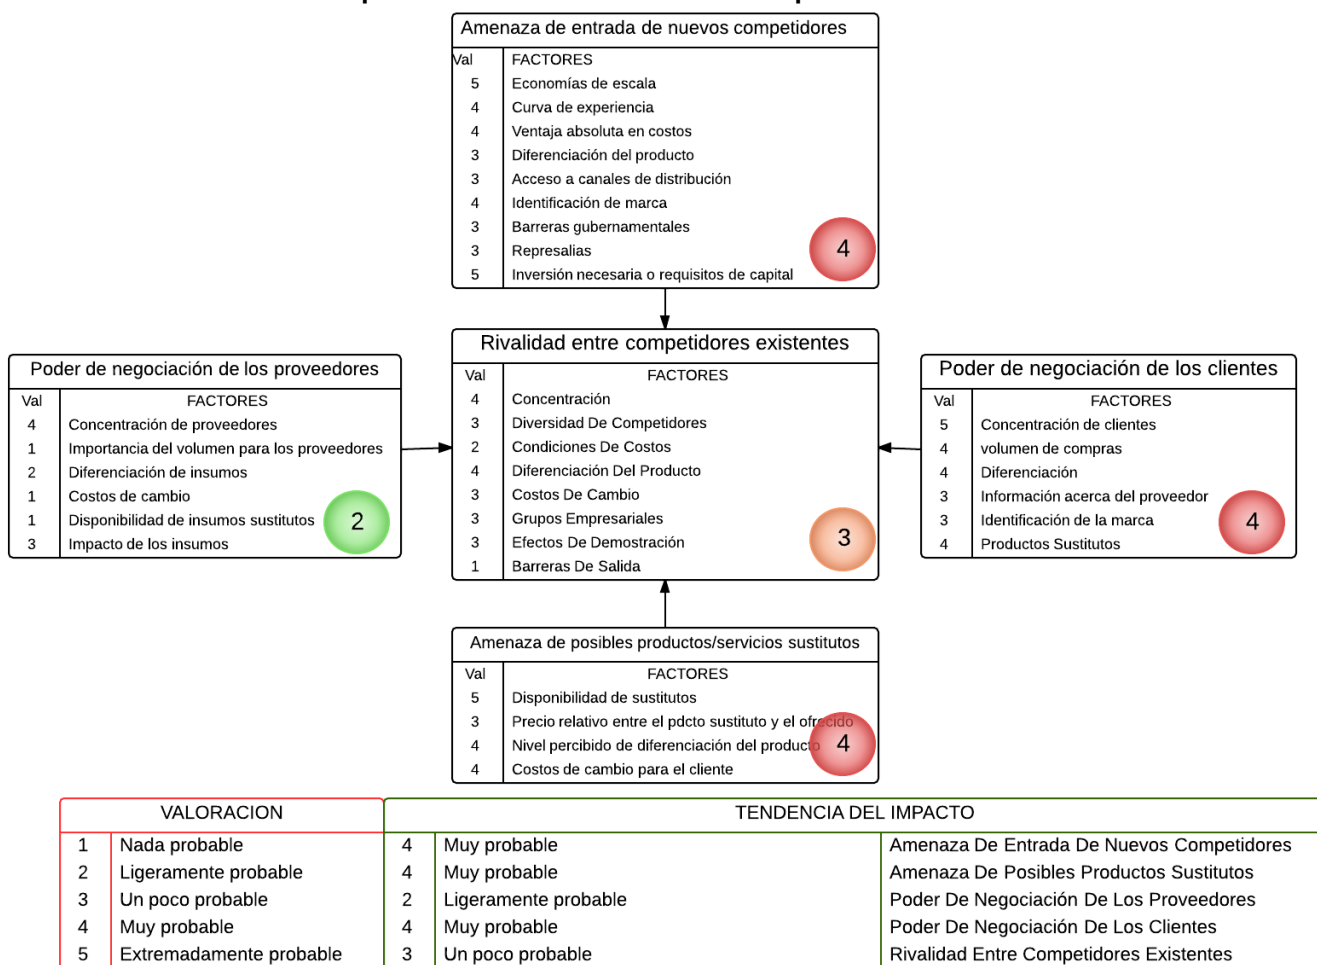 Amenaza de entrada de nuevos competidores
Val FACTORES
5 Economías de escala
4 Curva de experiencia
4 Ventaja absoluta en costos
3 Diferenciación del producto
3 Acceso a canales de distribución
4 Identificación de marca
3 Barreras gubernamentales
3 Represalias
5 Inversión necesaria o requisitos de capital
4
Poder de negociación de los proveedores
Val FACTORES
4 Concentración de proveedores
1 Importancia del volumen para los proveedores
2 Diferenciación de insumos
1 Costos de cambio
1 Disponibilidad de insumos sustitutos
3 Impacto de los insumos
2
Rivalidad entre competidores existentes
Val FACTORES
4 Concentración
3 Diversidad De Competidores
2 Condiciones De Costos
4 Diferenciación Del Producto
3 Costos De Cambio
3 Grupos Empresariales
3 Efectos De Demostración
1 Barreras De Salida
3
Poder de negociación de los clientes
Val FACTORES
5 Concentración de clientes
4 volumen de compras
4 Diferenciación
3 Información acerca del proveedor
3 Identificación de la marca
4 Productos Sustitutos
4
Amenaza de posibles productos/servicios sustitutos
Val FACTORES
5 Disponibilidad de sustitutos
3 Precio relativo entre el pdcto sustituto y el ofrecido
4 Nivel percibido de diferenciación del producto
4 Costos de cambio para el cliente
4
VALORACION TENDENCIA DEL IMPACTO
1 Nada probable 4 Muy probable Amenaza De Entrada De Nuevos Competidores
2 Ligeramente probable 4 Muy probable Amenaza De Posibles Productos Sustitutos
3 Un poco probable 2 Ligeramente probable Poder De Negociación De Los Proveedores
4 Muy probable 4 Muy probable Poder De Negociación De Los Clientes
5 Extremadamente probable 3 Un poco probable Rivalidad Entre Competidores Existentes